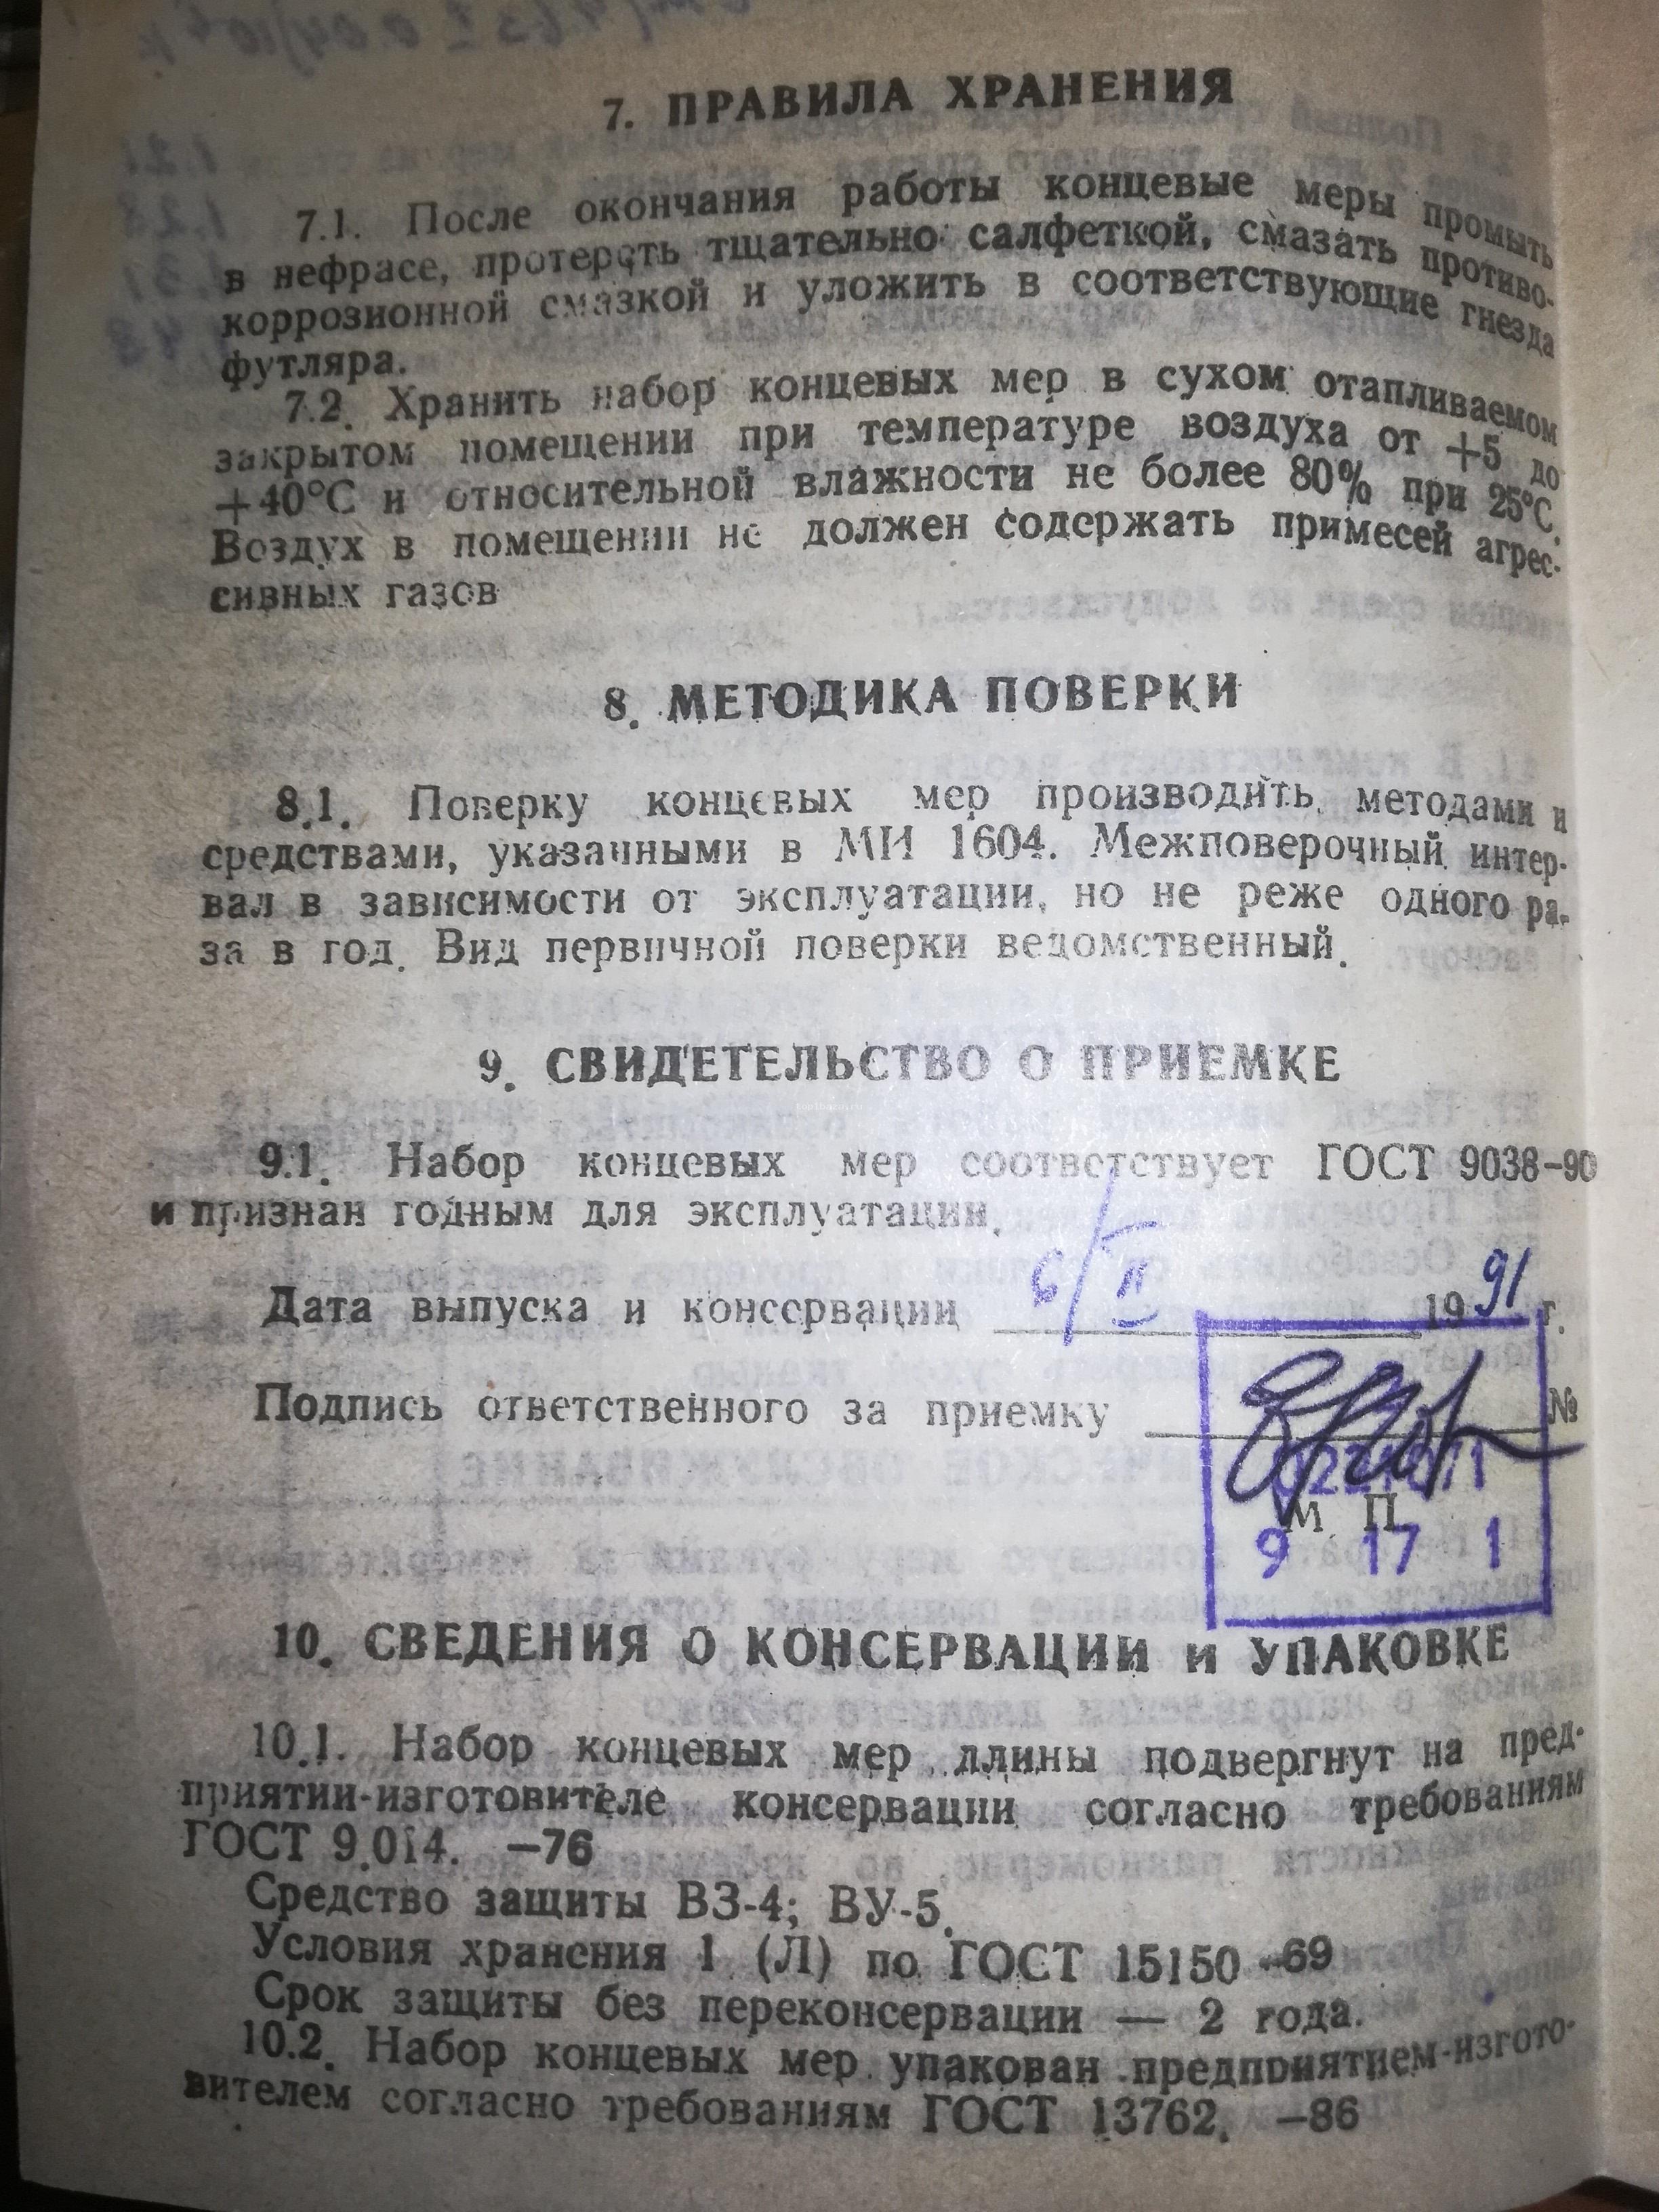 7. ПРАВИЛА ХРАНЕНИЯ
7.1. После окончания работы концевые меры промыть
в нефрасе, протереть тщательно салфеткой, смазать противо-
коррозионной смазкой и уложить в соответствующие гнезда
футляра.
7.2. Хранить набор концевых мер в сухом отапливаемом
закрытом помещении при температуре воздуха от +5 до
+40°С и относительной влажности не более 80% при 25°С.
Воздух в помещении не должен содержать примесей агрес-
сивных газов
8. МЕТОДИКА ПОВЕРКИ
8.1. Поверку концевых мер производить методами и
средствами, указанными в МИ 1604. Межповерочный интер-
вал в зависимости от эксплуатации, но не реже одного ра-
за в год. Вид первичной поверки ведомственный.
9. СВИДЕТЕЛЬСТВО О ПРИЕМКЕ
9.1. Набор концевых мер соответствует ГОСТ 9038-90
и признан годным для эксплуатации.
Дата выпуска и консервации 6/II 1991 г.
Подпись ответственного за приемку №
М. П.
9 17 1
10. СВЕДЕНИЯ О КОНСЕРВАЦИИ и УПАКОВКЕ
10.1. Набор концевых мер длины подвергнут на пред-
приятии-изготовителе консервации согласно требованиям
ГОСТ 9.014. -76
Средство защиты ВЗ-4; ВУ-5.
Условия хранения 1 (Л) по ГОСТ 15150 -69
Срок защиты без переконсервации — 2 года.
10.2. Набор концевых мер упакован предприятием-изгото-
вителем согласно требованиям ГОСТ 13762. -86